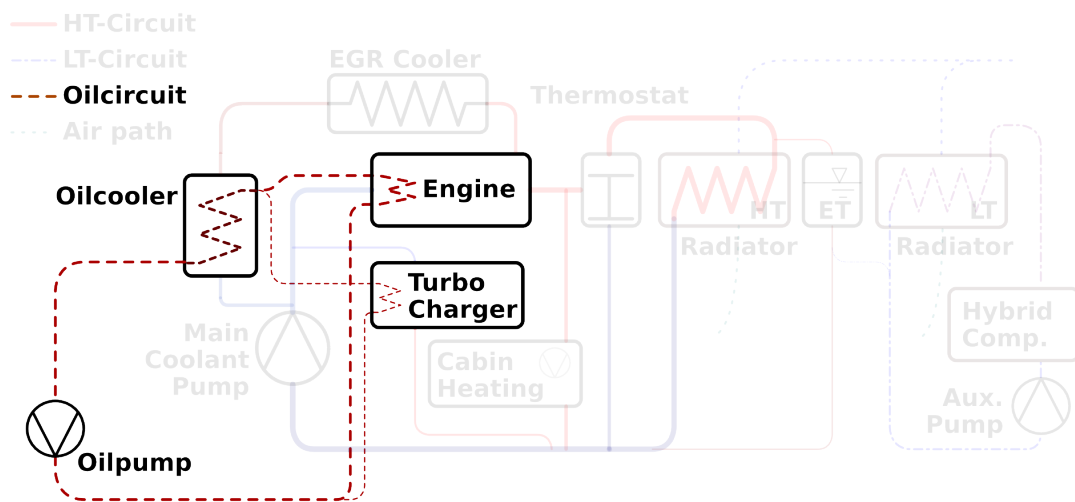 HT-Circuit
LT-Circuit
Oilcircuit
Air path
EGR Cooler
Thermostat
Oilcooler
Engine
HT
ET
LT
Radiator
Radiator
Turbo
Charger
Main
Coolant
Pump
Cabin
Heating
Hybrid
Comp.
Aux.
Pump
Oilpump